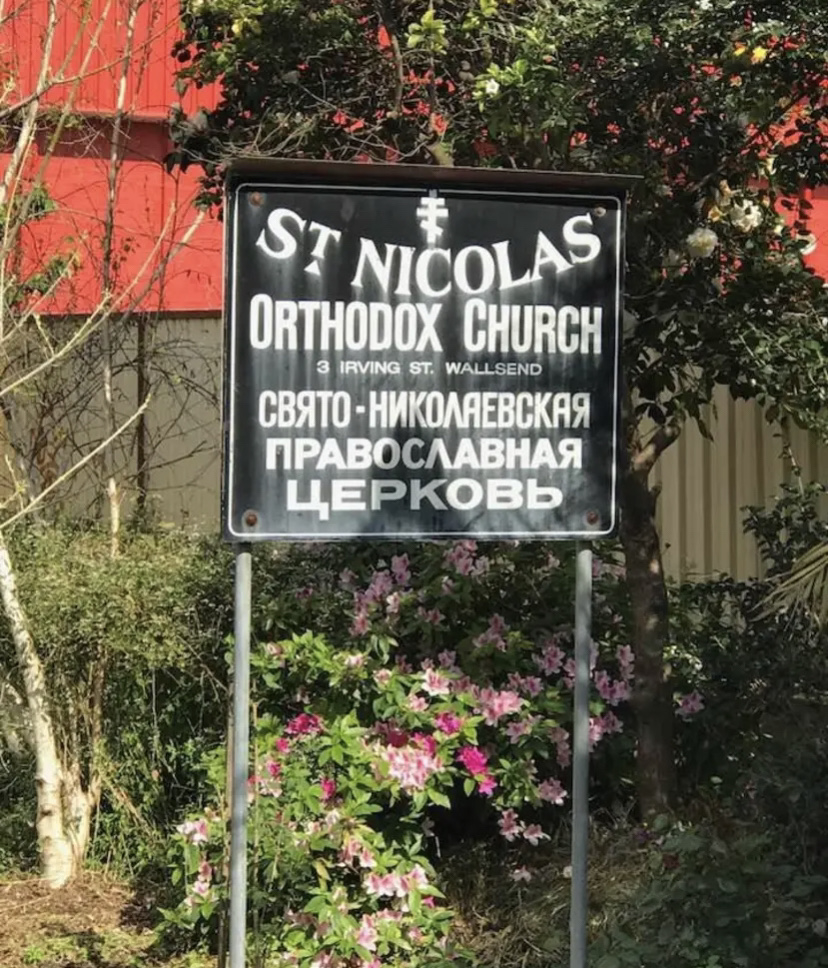 ST NICOLAS
ORTHODOX CHURCH
3 IRVING ST. WALLSEND
СВЯТО-НИКОЛАЕВСКАЯ
ПРАВОСЛАВНАЯ
ЦЕРКОВЬ